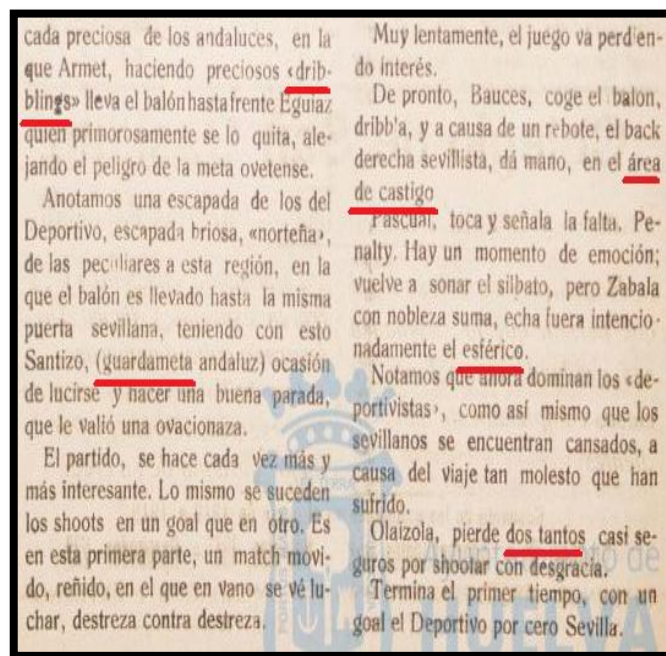 cada preciosa de los andaluces, en la
que Armet, haciendo preciosos «drib-
blings» lleva el balón hasta frente Eguiaz
quien primorosamente se lo quita, ale-
jando el peligro de la meta ovetense.
Anotamos una escapada de los del
Deportivo, escapada briosa, «norteña»,
de las peculiares a esta región, en la
que el balón es llevado hasta la misma
puerta sevillana, teniendo con esto
Santizo, (guardameta andaluz) ocasión
de lucirse y hacer una buena parada,
que le valió una ovacionaza.
El partido, se hace cada vez más y
más interesante. Lo mismo se suceden
los shoots en un goal que en otro. Es
en esta primera parte, un match movi-
do, reñido, en el que en vano se vé lu-
char, destreza contra destreza.
Muy lentamente, el juego va perd'en-
do interés.
De pronto, Bauces, coge el balon,
dribb'a, y a causa de un rebote, el back
derecha sevillista, dá mano, en el área
de castigo
Pascual, toca y señala la falta. Pe-
nalty. Hay un momento de emoción;
vuelve a sonar el silbato, pero Zabala
con nobleza suma, echa fuera intencio-
nadamente el esférico.
Notamos que ahora dominan los «de-
portivistas», como así mismo que los
sevillanos se encuentran cansados, a
causa del viaje tan molesto que han
sufrido.
Olaizola, pierde dos tantos casi se-
guros por shootar con desgracia.
Termina el primer tiempo, con un
goal el Deportivo por cero Sevilla.
Ayuntamiento de
HUELVA